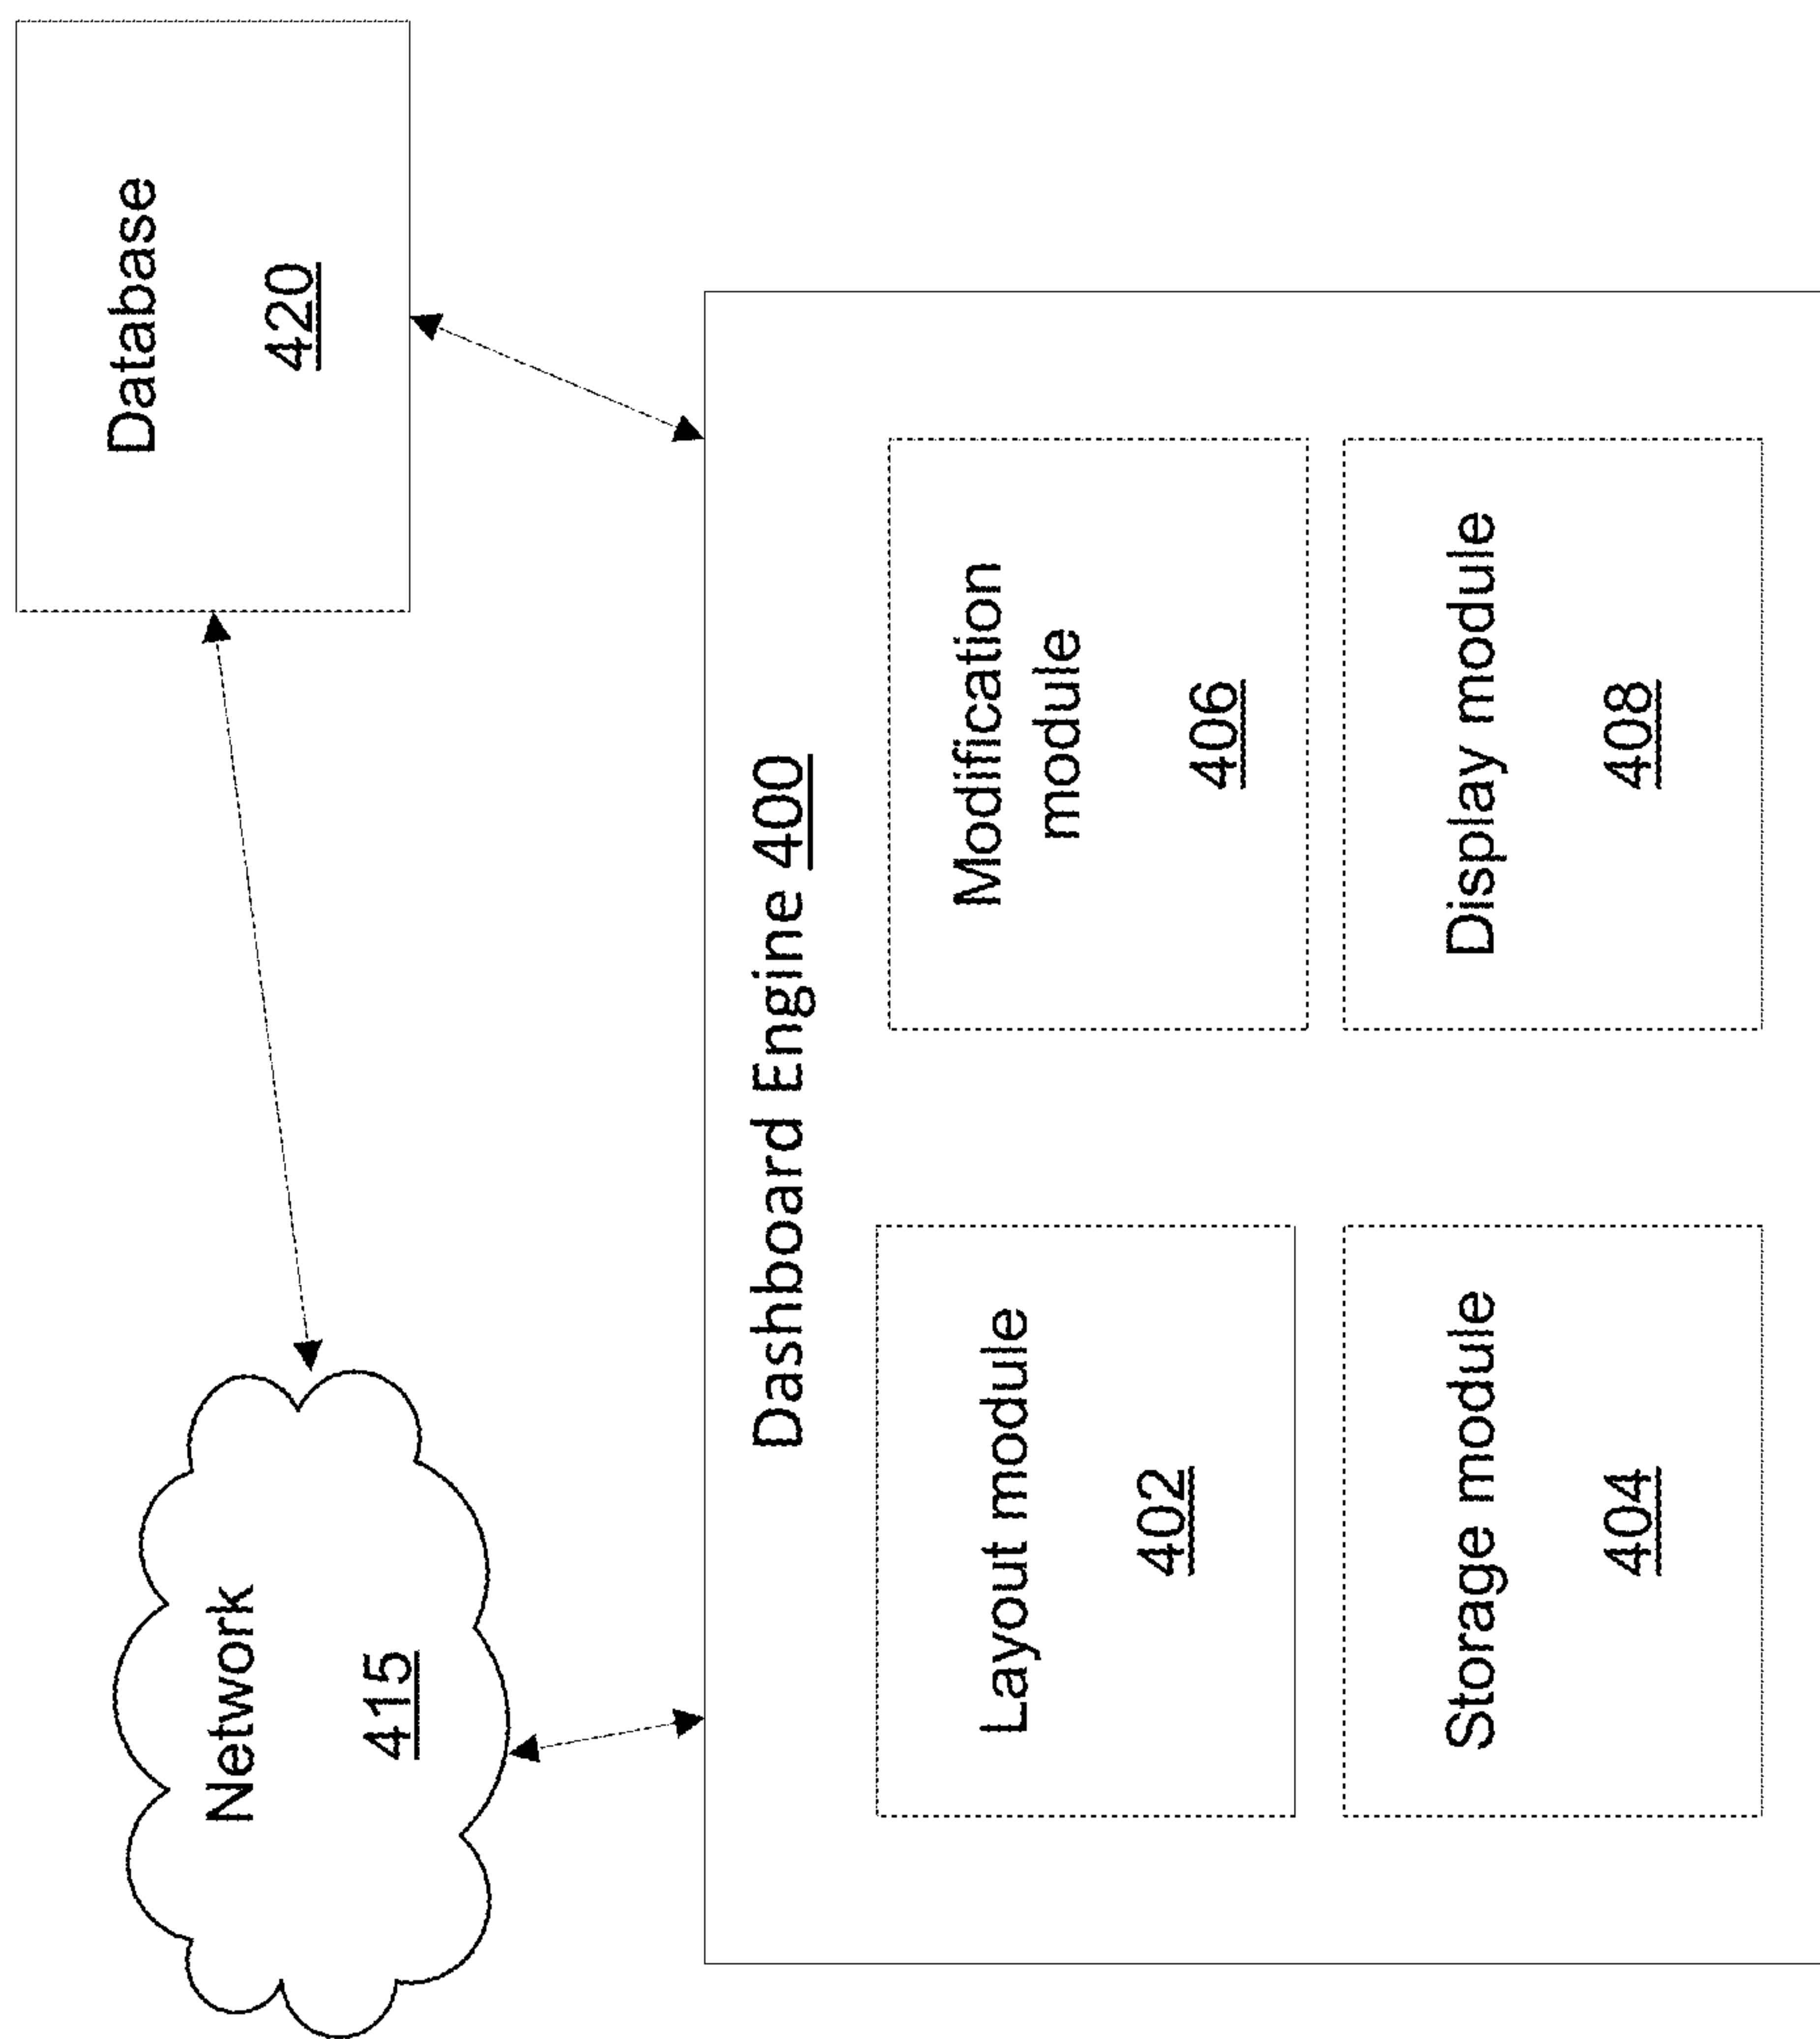 Network
415
Database
420
Dashboard Engine 400
Layout module
402
Modification
module
406
Storage module
404
Display module
408